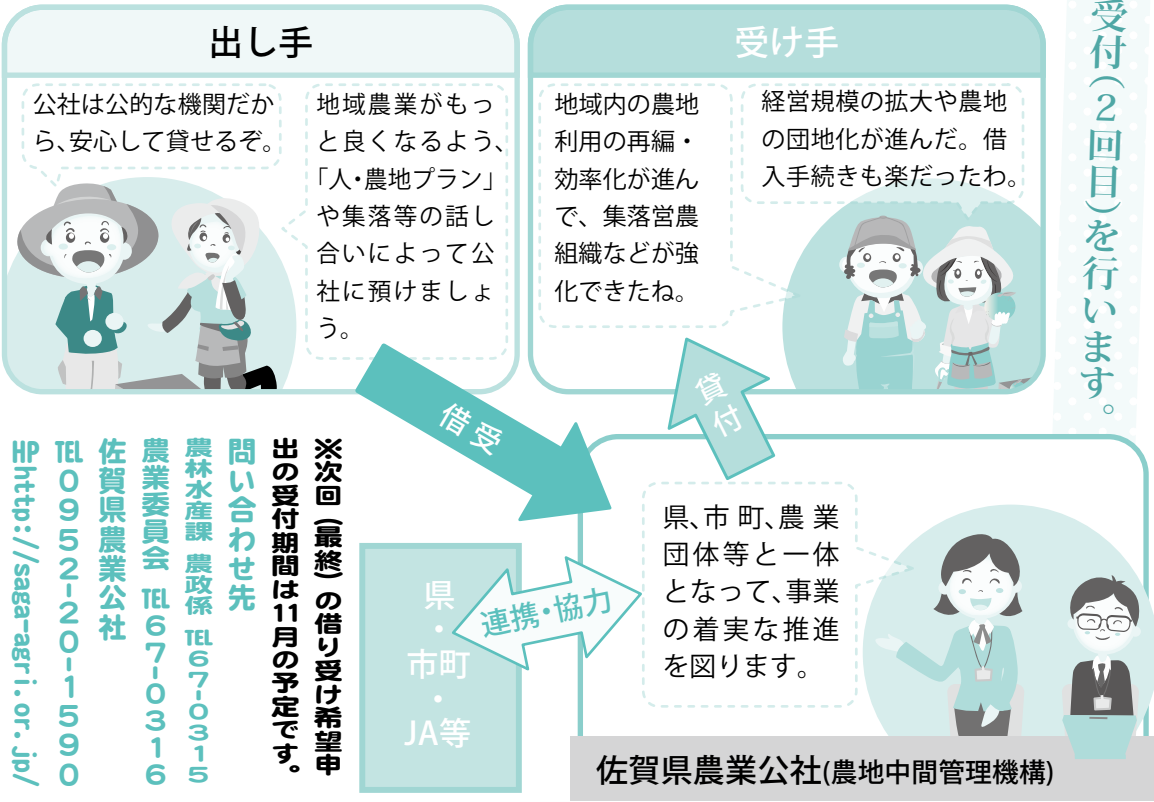 受付(2回目)を行います。
出し手
公社は公的な機関だか
ら、安心して貸せるぞ。
地域農業がもっ
と良くなるよう、
「人・農地プラン」
や集落等の話し
合いによって公
社に預けましょ
う。
受け手
地域内の農地
利用の再編・
効率化が進ん
で、集落営農
組織などが強
化できたね。
経営規模の拡大や農地
の団地化が進んだ。借
入手続きも楽だったわ。
借受
貸付
県、市町、農業
団体等と一体
となって、事業
の着実な推進
を図ります。
佐賀県農業公社(農地中間管理機構)
連携・協力
県
・
市町
・
JA等
※次回(最終)の借り受け希望申
出の受付期間は11月の予定です。
問い合わせ先
農林水産課 農政係 TEL67-0315
農業委員会 TEL67-0316
佐賀県農業公社
TEL0952-20-1590
HPhttp://saga-agri.or.jp/